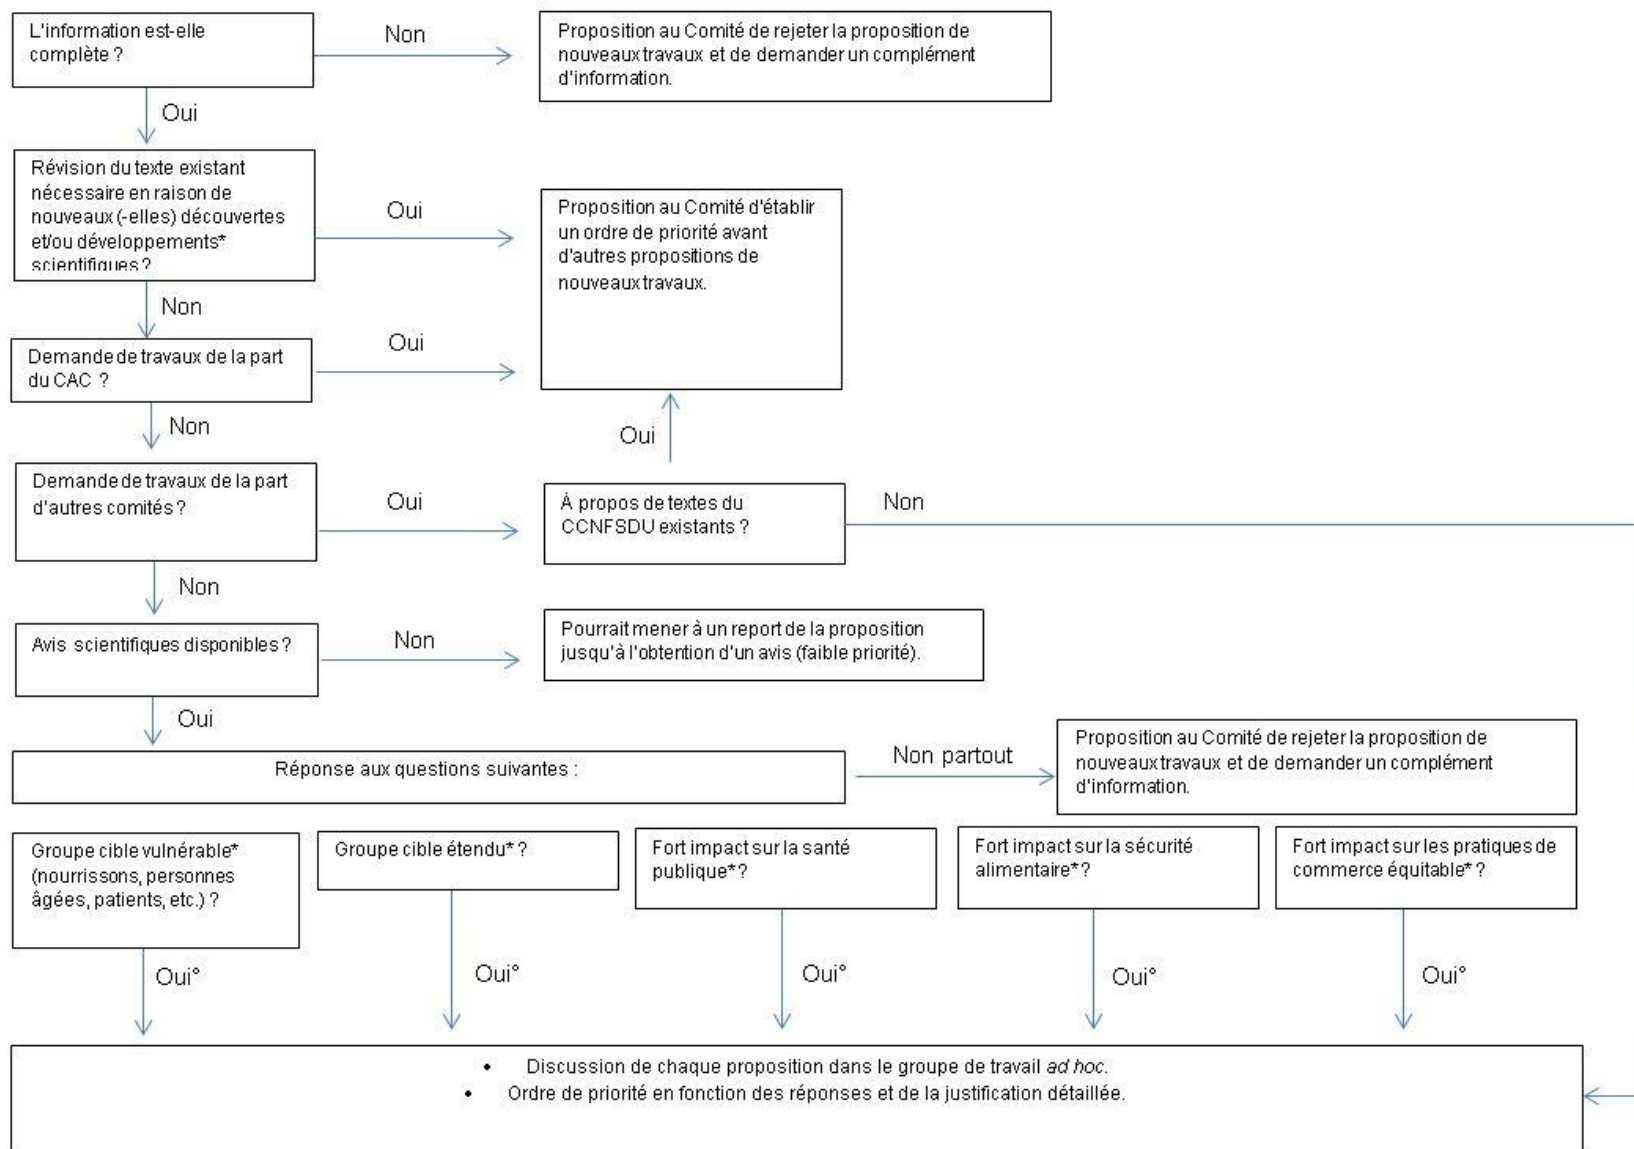 L'information est-elle
complète ?
Non
Proposition au Comité de rejeter la proposition de
nouveaux travaux et de demander un complément
d'information.
Oui
Révision du texte existant
nécessaire en raison de
nouveaux (-elles) découvertes
et/ou développements*
scientifiques ?
Oui
Proposition au Comité d'établir
un ordre de priorité avant
d'autres propositions de
nouveaux travaux.
Non
Demande de travaux de la part
du CAC ?
Oui
Non
Oui
Demande de travaux de la part
d'autres comités ?
Oui
À propos de textes du
CCNFSDU existants ?
Non
Non
Avis scientifiques disponibles ?
Non
Pourrait mener à un report de la proposition
jusqu'à l'obtention d'un avis (faible priorité).
Oui
Réponse aux questions suivantes :
Non partout
Proposition au Comité de rejeter la proposition de
nouveaux travaux et de demander un complément
d'information.
Groupe cible vulnérable*
(nourrissons, personnes
âgées, patients, etc.) ?
Groupe cible étendu* ?
Fort impact sur la santé
publique* ?
Fort impact sur la sécurité
alimentaire* ?
Fort impact sur les pratiques de
commerce équitable* ?
Oui°
Oui°
Oui°
Oui°
Oui°
• Discussion de chaque proposition dans le groupe de travail ad hoc.
• Ordre de priorité en fonction des réponses et de la justification détaillée.